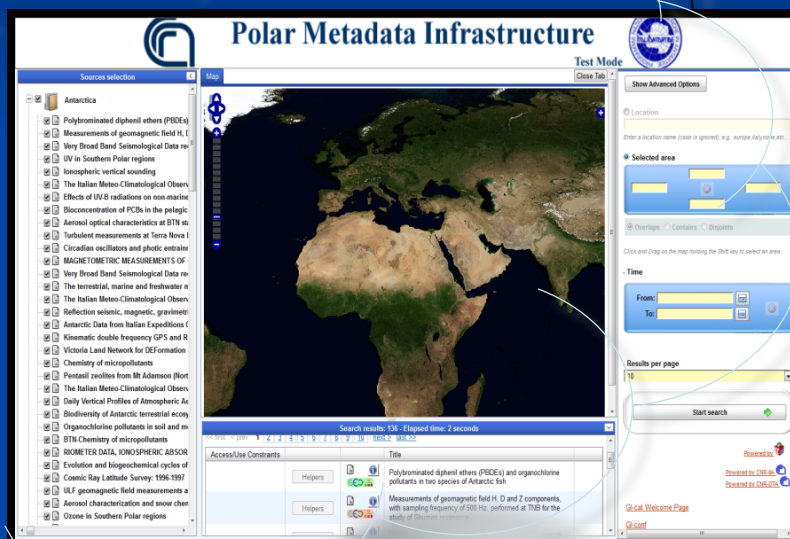 Polar Metadata Infrastructure
Test Mode
Sources selection
Map
Close Tab
Antarctica
Polybrominated diphenil ethers (PBDEs)
Measurements of geomagnetic field H, D
Very Broad Band Seismological Data re
UV in Southern Polar regions
Ionospheric vertical sounding
The Italian Meteo-Climatological Observ
Effects of UV-B radiations on non-marine
Bioconcentration of PCBs in the pelagic
Aerosol optical characteristics at BTN sta
Turbulent measurements at Terra Nova
Circadian oscillators and photic entrainn
MAGNETOMETRIC MEASUREMENTS OF
Very Broad Band Seismological Data re
The terrestrial, marine and freshwater m
The Italian Meteo-Climatological Observ
Reflection seismic, magnetic, gravimetri
Antarctic Data from Italian Expeditions
Kinematic double frequency GPS and R
Victoria Land Network for DEFormation
Chemistry of micropollutants
Pentasil zeolites from Mt Adamson (Nort
The Italian Meteo-Climatological Observ
Daily Vertical Profiles of Atmospheric Ae
Biodiversity of Antarctic terrestrial ecosy
Organochlorine pollutants in soil and m
BTN-Chemistry of micropollutants
RIOMETER DATA, IONOSPHERIC ABSOR
Evolution and biogeochemical cycles of
Cosmic Ray Latitude Survey: 1996-1997
ULF geomagnetic field measurements a
Aerosol characterization and snow chem
Ozone in Southern Polar regions
Search results: 136 - Elapsed time: 2 seconds
<< first < prev 1 2 3 4 5 6 7 8 9 10 next > last >>
Access/Use Constraints
Title
Helpers
Polybrominated diphenil ethers (PBDEs) and organochlorine
pollutants in two species of Antarctic fish
Helpers
Measurements of geomagnetic field H, D and Z components,
with sampling frequency of 500 Hz, performed at TNB for the
study of
Show Advanced Options
Location
Enter a location name (case is ignored), e.g. europe,italy,rome,etc...
Selected area
Overlaps Contains Disjoints
Click and Drag on the map holding the Shift key to select an area
- Time
From:
To:
Results per page
10
Start search
Powered by
Powered by CNR-IIA
Powered by CNR-DTA
GI-cat Welcome Page
GI-conf